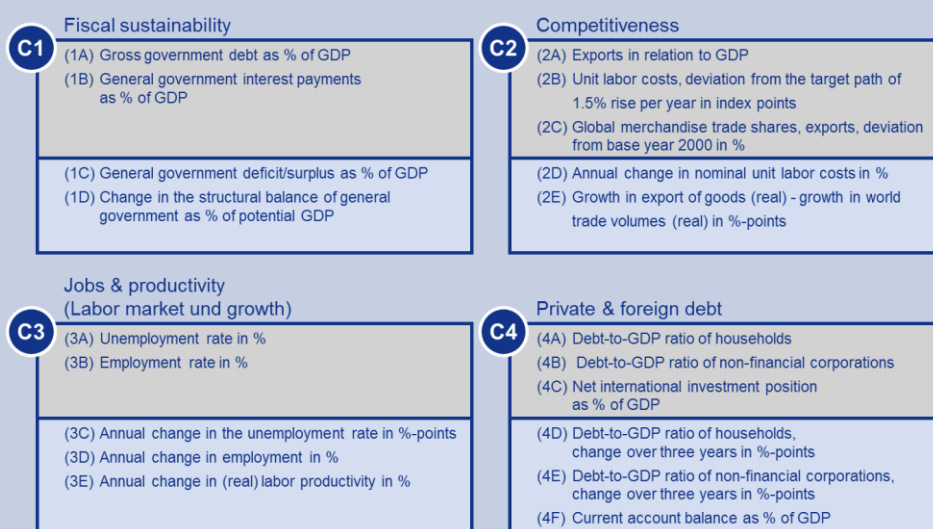 Fiscal sustainability
C1
(1A) Gross government debt as % of GDP
(1B) General government interest payments
as % of GDP
(1C) General government deficit/surplus as % of GDP
(1D) Change in the structural balance of general
government as % of potential GDP
Competitiveness
C2
(2A) Exports in relation to GDP
(2B) Unit labor costs, deviation from the target path of
1.5% rise per year in index points
(2C) Global merchandise trade shares, exports, deviation
from base year 2000 in %
(2D) Annual change in nominal unit labor costs in %
(2E) Growth in export of goods (real) - growth in world
trade volumes (real) in %-points
Jobs & productivity
(Labor market und growth)
C3
(3A) Unemployment rate in %
(3B) Employment rate in %
(3C) Annual change in the unemployment rate in %-points
(3D) Annual change in employment in %
(3E) Annual change in (real) labor productivity in %
Private & foreign debt
C4
(4A) Debt-to-GDP ratio of households
(4B) Debt-to-GDP ratio of non-financial corporations
(4C) Net international investment position
as % of GDP
(4D) Debt-to-GDP ratio of households,
change over three years in %-points
(4E) Debt-to-GDP ratio of non-financial corporations,
change over three years in %-points
(4F) Current account balance as % of GDP